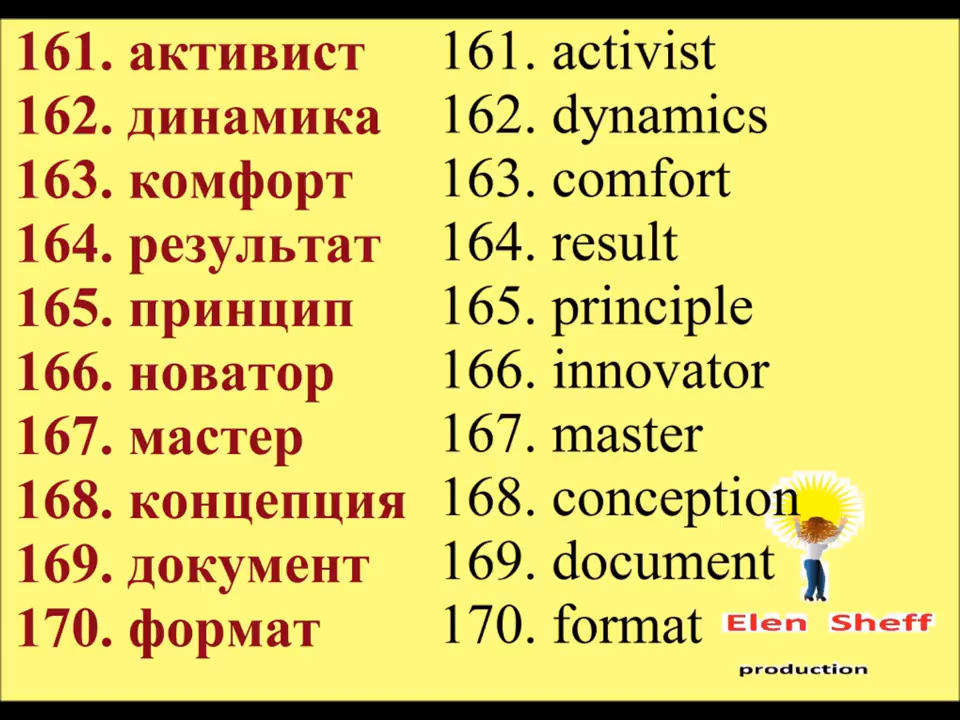 161. активист
162. динамика
163. комфорт
164. результат
165. принцип
166. новатор
167. мастер
168. концепция
169. документ
170. формат
161. activist
162. dynamics
163. comfort
164. result
165. principle
166. innovator
167. master
168. conception
169. document
170. format
Elen Sheff
production